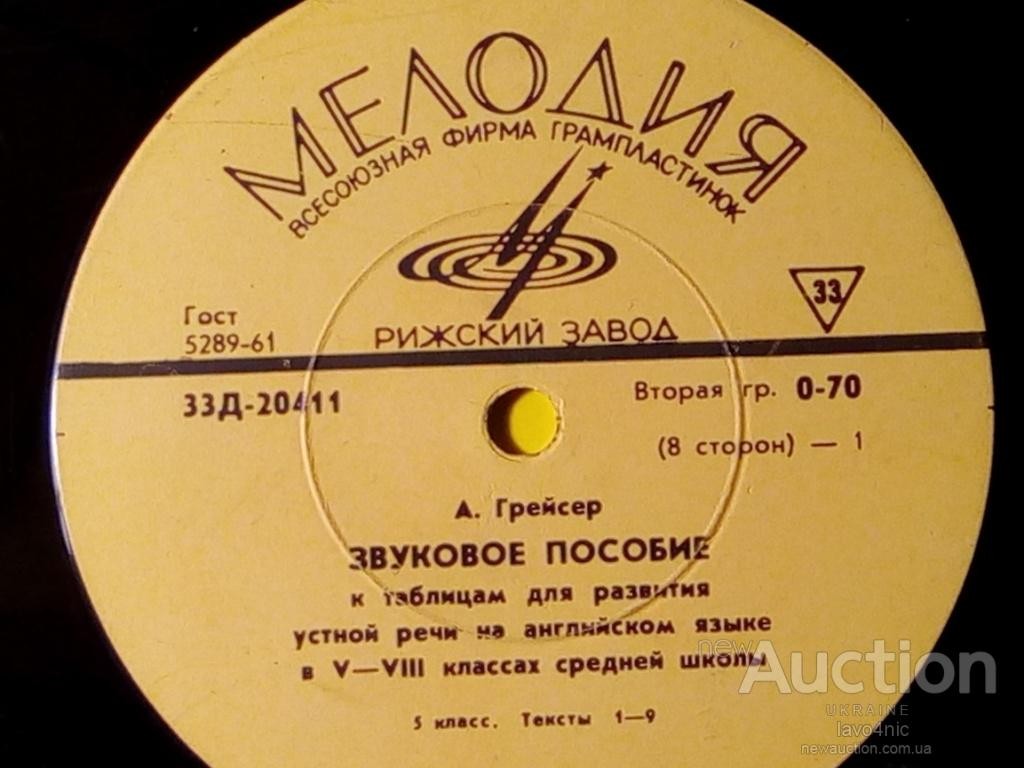 МЕЛОДИЯ
ВСЕСОЮЗНАЯ ФИРМА ГРАМПЛАСТИНОК
33
Гост
5289-61
РИЖСКИЙ ЗАВОД
33Д-20411
Вторая гр. 0-70
(8 сторон) — 1
А. Грейсер
ЗВУКОВОЕ ПОСОБИЕ
к таблицам для развития
устной речи на английском языке
в V—VIII классах средней школы
5 класс. Тексты 1—9
newAuction
UKRAINE
lavo4nic
newauction.com.ua